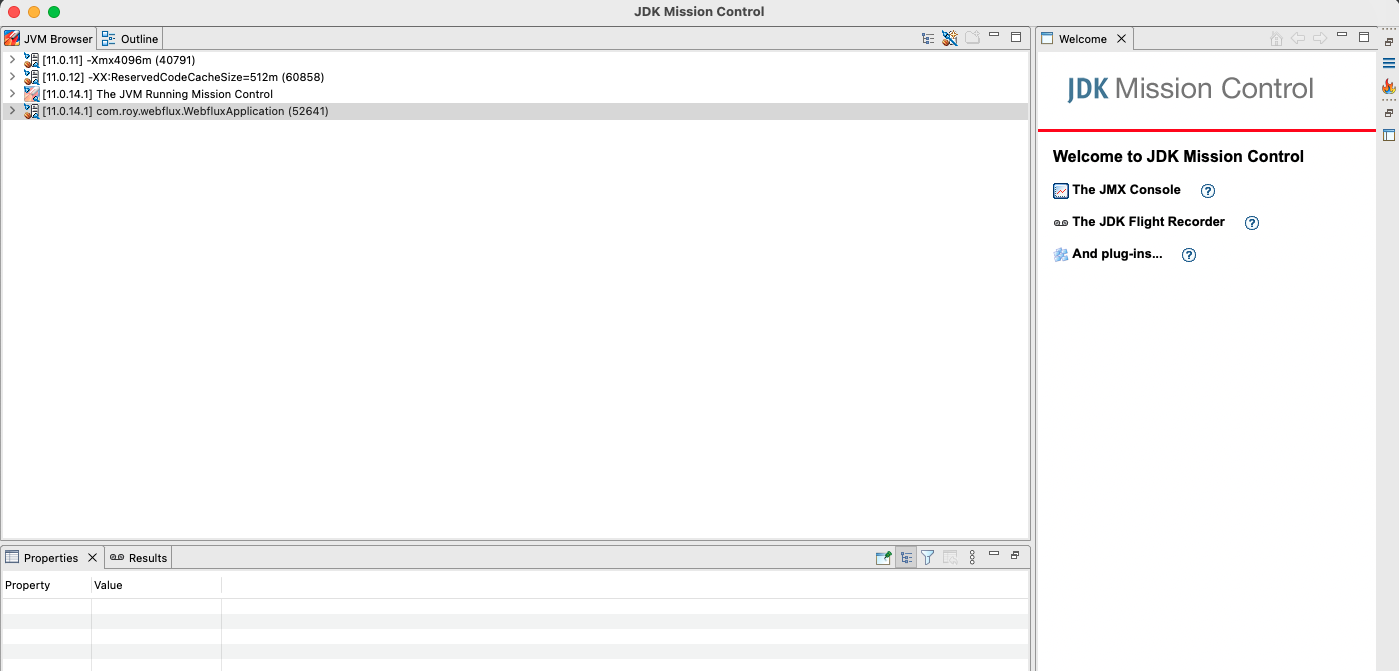 JDK Mission Control
JVM Browser
Outline
[11.0.11] -Xmx4096m (40791)
[11.0.12] -XX:ReservedCodeCacheSize=512m (60858)
[11.0.14.1] The JVM Running Mission Control
[11.0.14.1] com.roy.webflux.WebfluxApplication (52641)
Properties
Results
Property Value
Welcome
JDK Mission Control
Welcome to JDK Mission Control
The JMX Console ?
The JDK Flight Recorder ?
And plug-ins... ?